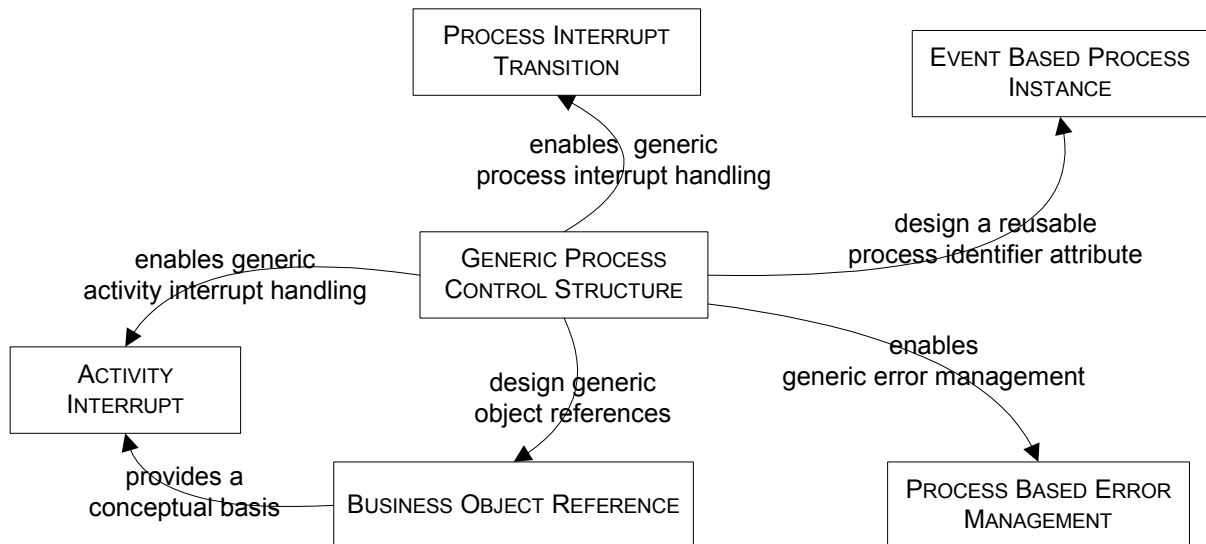 PROCESS INTERRUPT
TRANSITION
EVENT BASED PROCESS
INSTANCE
enables generic
process interrupt handling
design a reusable
process identifier attribute
enables generic
activity interrupt handling
GENERIC PROCESS
CONTROL STRUCTURE
enables
generic error management
ACTIVITY
INTERRUPT
design generic
object references
provides a
conceptual basis
BUSINESS OBJECT REFERENCE
PROCESS BASED ERROR
MANAGEMENT